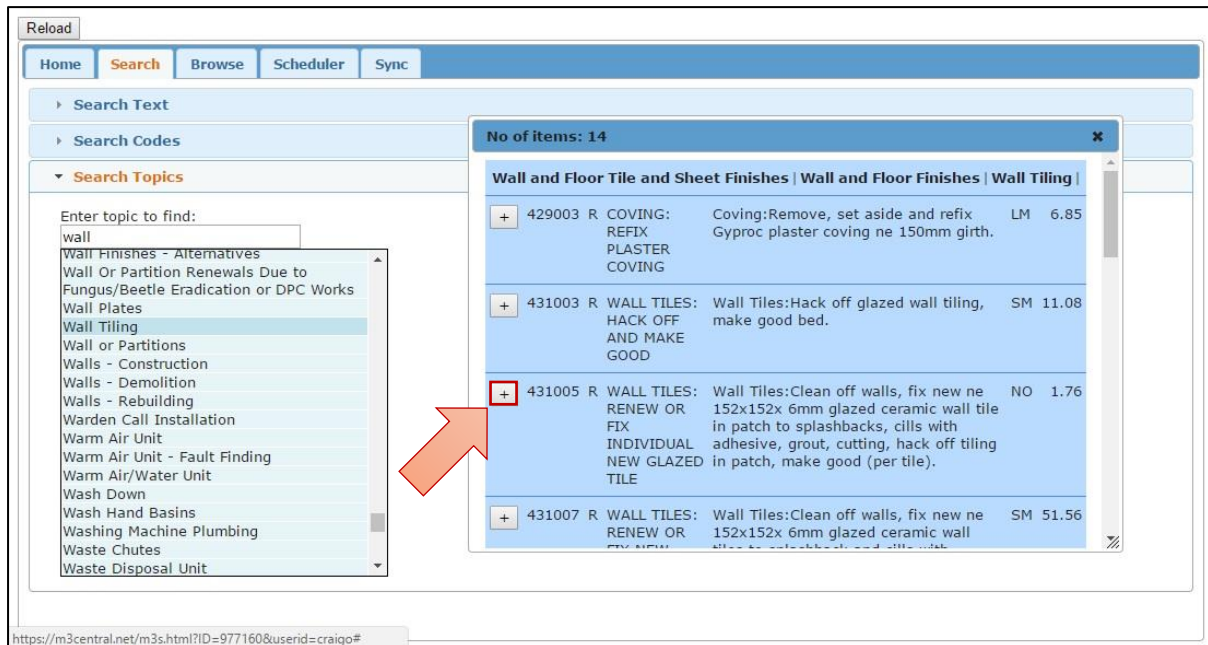 Reload
Home Search Browse Scheduler Sync
Search Text
Search Codes
Search Topics
Enter topic to find:
wall
Wall Finishes - Alternatives
Wall Or Partition Renewals Due to
Fungus/Beetle Eradication or DPC Works
Wall Plates
Wall Tiling
Wall or Partitions
Walls - Construction
Walls - Demolition
Walls - Rebuilding
Warden Call Installation
Warm Air Unit
Warm Air Unit - Fault Finding
Warm Air/Water Unit
Wash Down
Wash Hand Basins
Washing Machine Plumbing
Waste Chutes
Waste Disposal Unit
No of items: 14
Wall and Floor Tile and Sheet Finishes | Wall and Floor Finishes | Wall Tiling |
+ 429003 R COVING: Coving:Remove, set aside and refix LM 6.85
REFIX Gyproc plaster coving ne 150mm girth.
PLASTER
COVING
+ 431003 R WALL TILES: Wall Tiles:Hack off glazed wall tiling, SM 11.08
HACK OFF make good bed.
AND MAKE
GOOD
+ 431005 R WALL TILES: Wall Tiles:Clean off walls, fix new ne NO 1.76
RENEW OR 152x152x 6mm glazed ceramic wall tile
FIX in patch to splashbacks, cills with
INDIVIDUAL adhesive, grout, cutting, hack off tiling
NEW GLAZED in patch, make good (per tile).
TILE
+ 431007 R WALL TILES: Wall Tiles:Clean off walls, fix new ne SM 51.56
RENEW OR 152x152x 6mm glazed ceramic wall
FIX NEW tiles to splashback and cills with
https://m3central.net/m3s.html?ID=977160&userid=craigo#